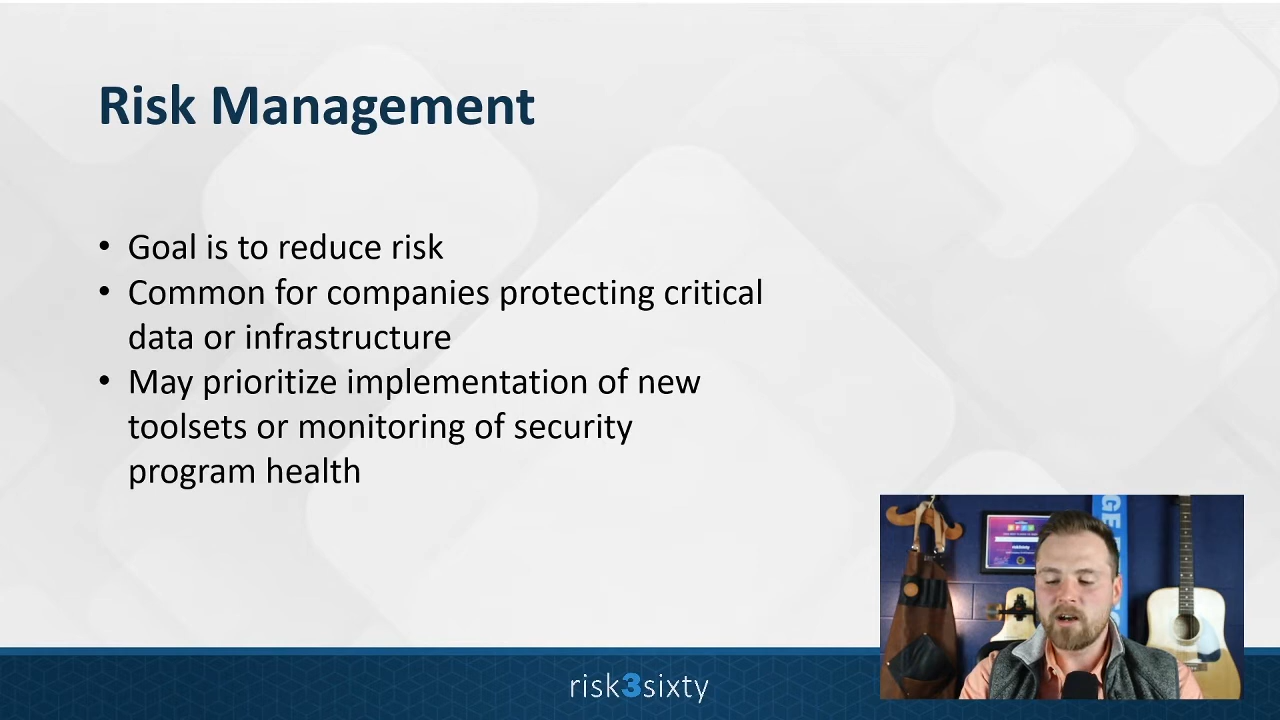 Risk Management
• Goal is to reduce risk
• Common for companies protecting critical
data or infrastructure
• May prioritize implementation of new
toolsets or monitoring of security
program health
risk3sixty